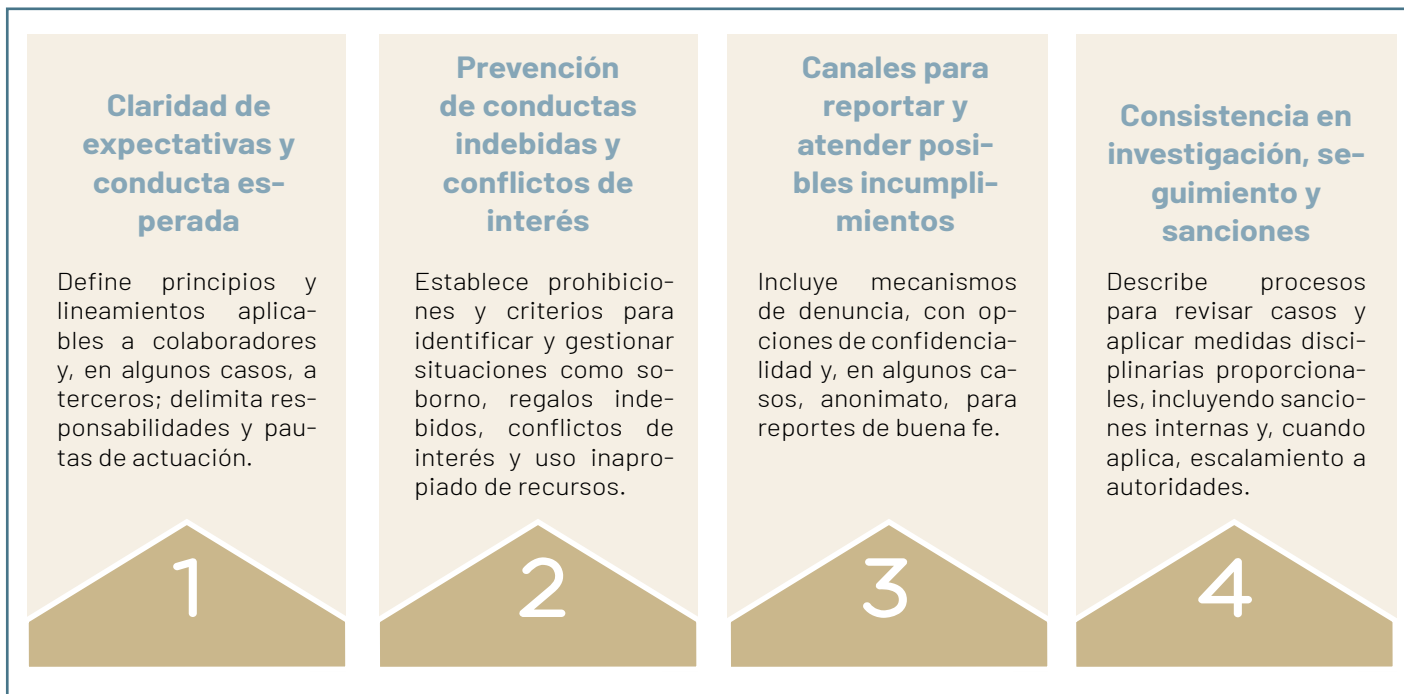 Claridad de
expectativas y
conducta es-
perada
Define principios y
lineamientos aplica-
bles a colaboradores
y, en algunos casos, a
terceros; delimita res-
ponsabilidades y pau-
tas de actuación.
1
Prevención
de conductas
indebidas y
conflictos de
interés
Establece prohibicio-
nes y criterios para
identificar y gestionar
situaciones como so-
borno, regalos inde-
bidos, conflictos de
interés y uso inapro-
piado de recursos.
2
Canales para
reportar y
atender posi-
bles incumpli-
mientos
Incluye mecanismos
de denuncia, con op-
ciones de confidencia-
lidad y, en algunos ca-
sos, anonimato, para
reportes de buena fe.
3
Consistencia en
investigación, se-
guimiento y
sanciones
Describe procesos
para revisar casos y
aplicar medidas disci-
plinarias proporciona-
les, incluyendo sancio-
nes internas y, cuando
aplica, escalamiento a
autoridades.
4